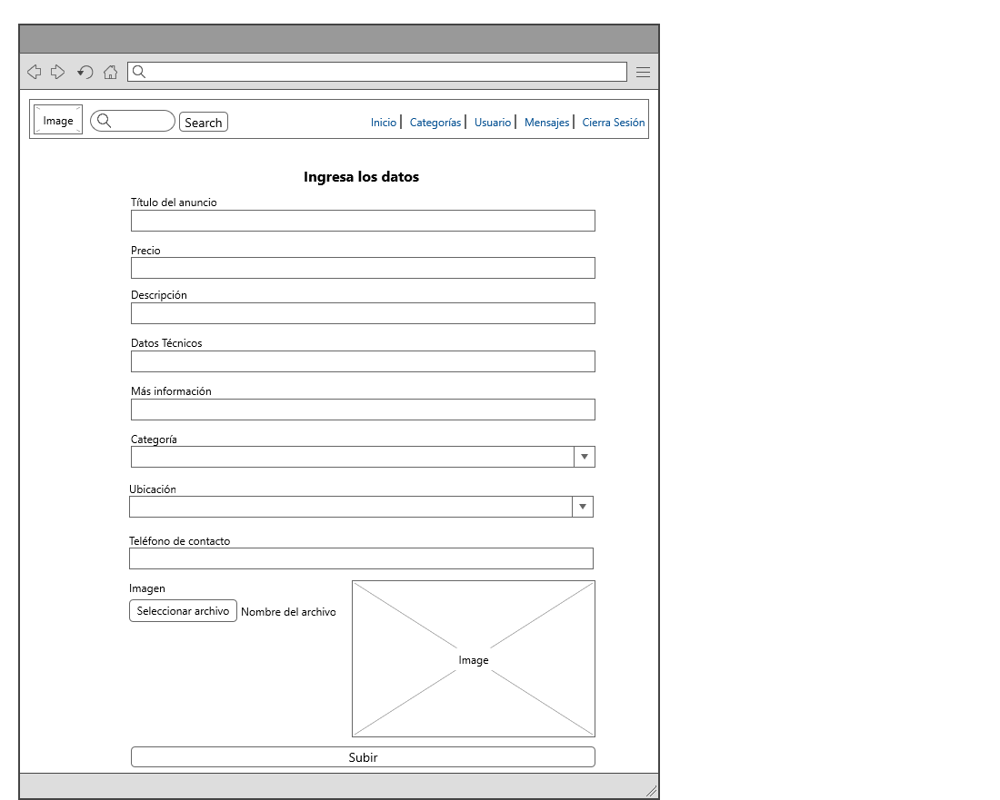 Image
Search
Inicio
Categorías
Usuario
Mensajes
Cierra Sesión
Ingresa los datos
Título del anuncio
Precio
Descripción
Datos Técnicos
Más información
Categoría
Ubicación
Teléfono de contacto
Imagen
Seleccionar archivo
Nombre del archivo
Image
Subir